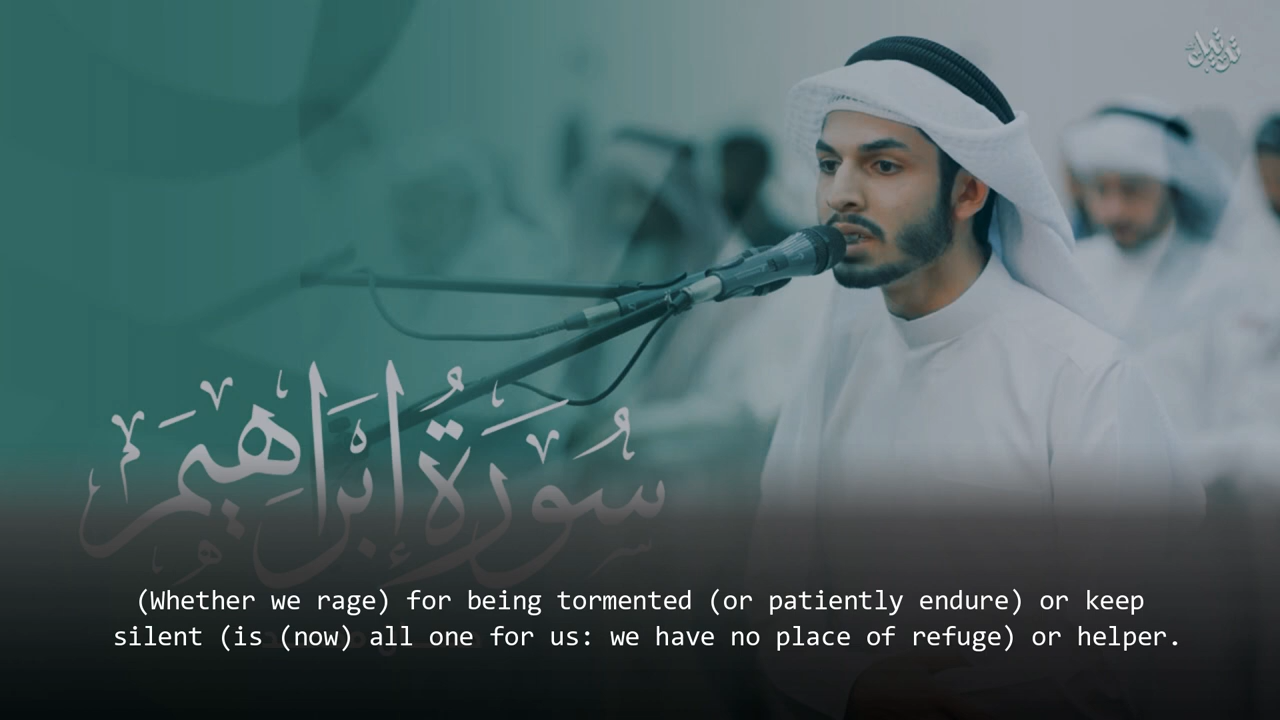 ترتيل
سُورَةُ إِبْرَاهِيمَ
(Whether we rage) for being tormented (or patiently endure) or keep
silent (is (now) all one for us: we have no place of refuge) or helper.